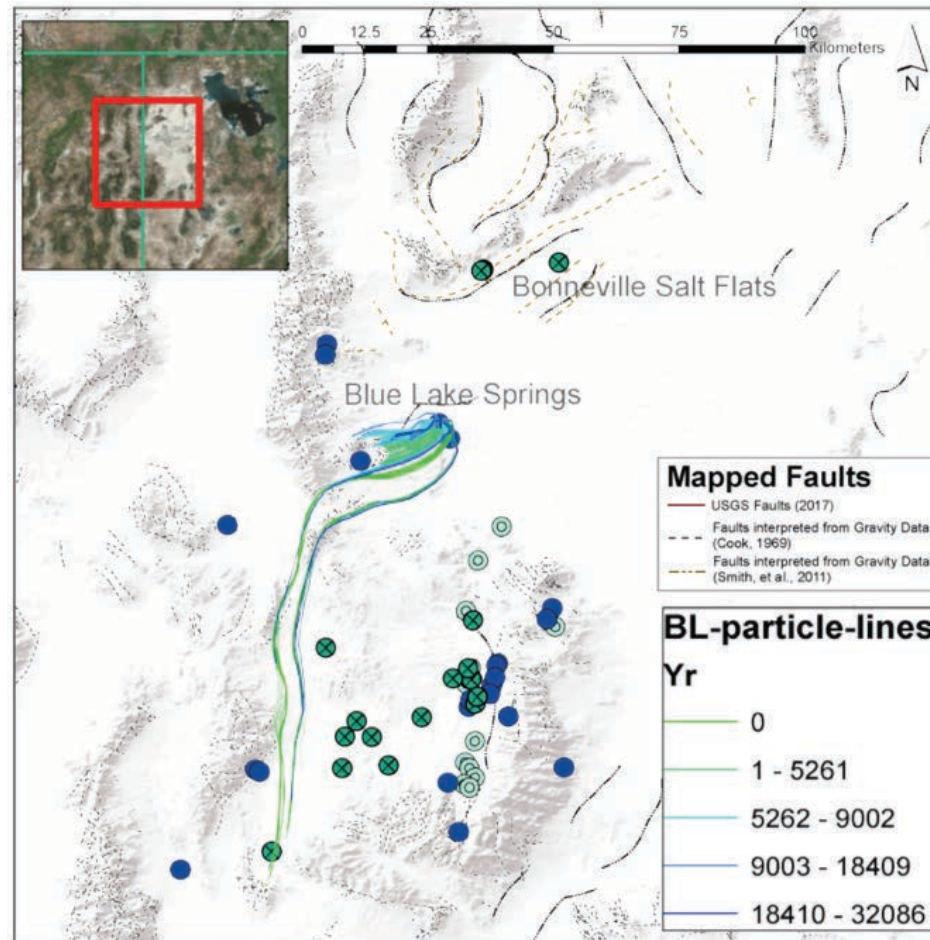 0 12.5 25 50 75 100
Kilometers
N
Bonneville Salt Flats
Blue Lake Springs
Mapped Faults
USGS Faults (2017)
Faults interpreted from Gravity Data
(Cook, 1969)
Faults interpreted from Gravity Data
(Smith, et al., 2011)
BL-particle-lines
Yr
0
1 - 5261
5262 - 9002
9003 - 18409
18410 - 32086